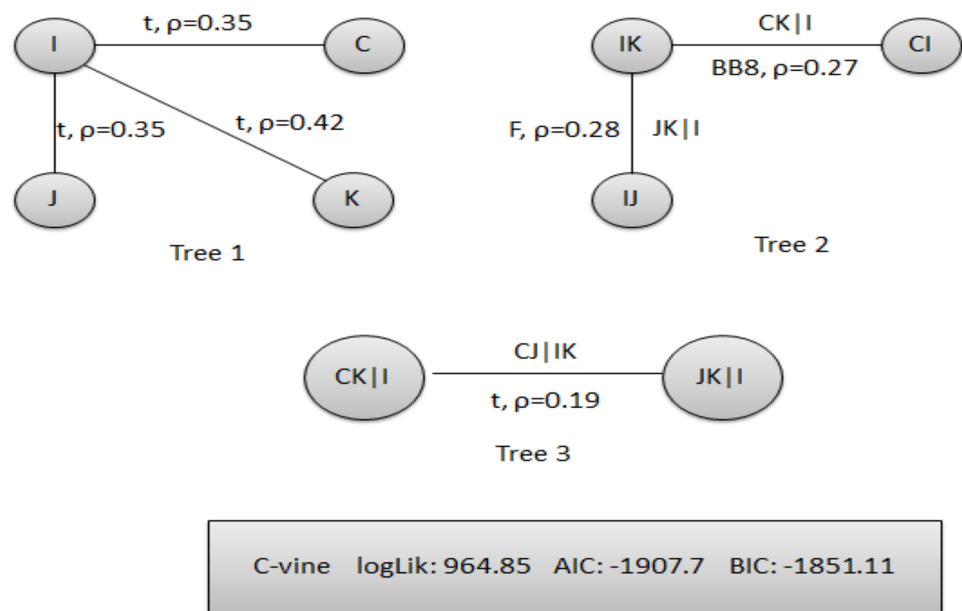 t, ρ=0.35
I
C
t, ρ=0.35
t, ρ=0.42
J
K
Tree 1
CK|I
IK
CI
BB8, ρ=0.27
F, ρ=0.28
JK|I
IJ
Tree 2
CJ|IK
CK|I
JK|I
t, ρ=0.19
Tree 3
C-vine logLik: 964.85 AIC: -1907.7 BIC: -1851.11